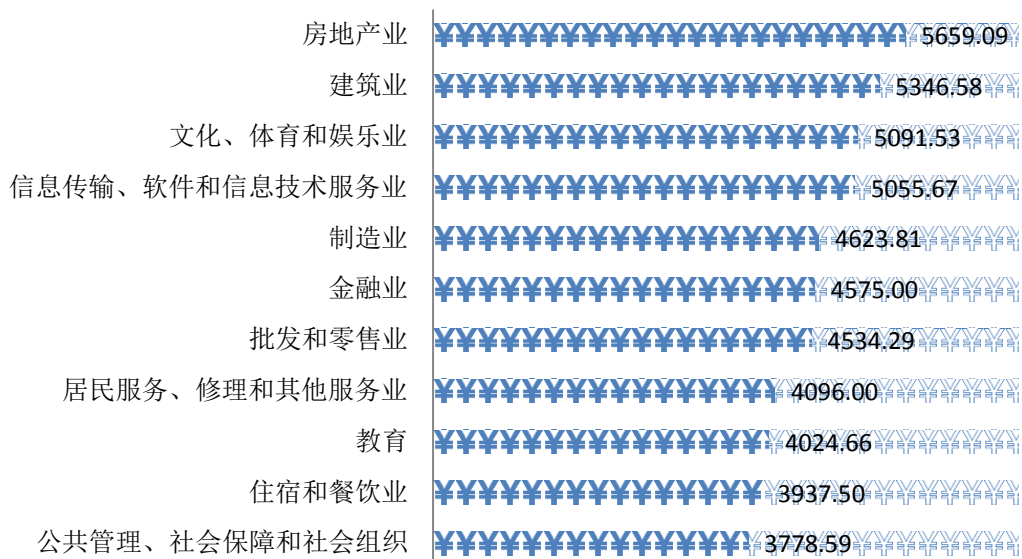 房地产业 5659.09
建筑业 5346.58
文化、体育和娱乐业 5091.53
信息传输、软件和信息技术服务业 5055.67
制造业 4623.81
金融业 4575.00
批发和零售业 4534.29
居民服务、修理和其他服务业 4096.00
教育 4024.66
住宿和餐饮业 3937.50
公共管理、社会保障和社会组织 3778.59